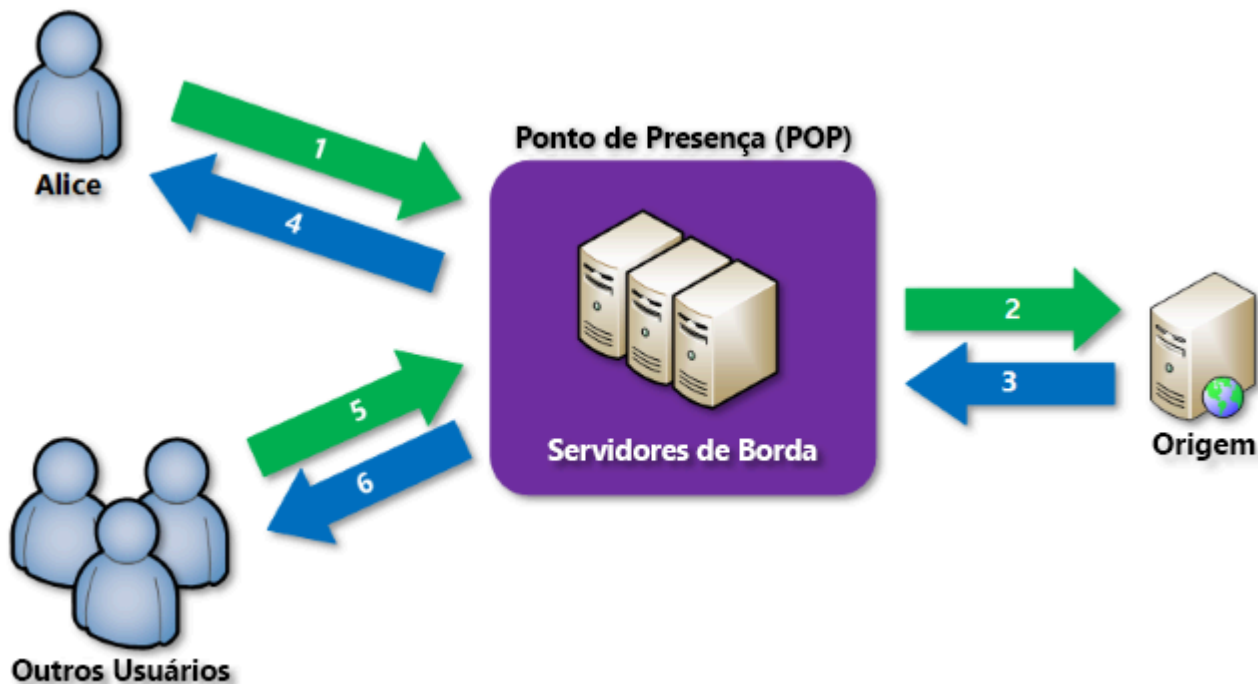 Alice
1
4
Ponto de Presença (POP)
Servidores de Borda
2
3
Origem
5
6
Outros Usuários